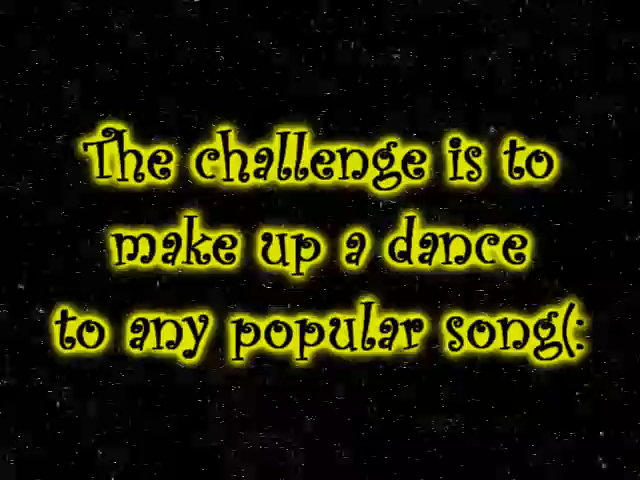 The challenge is to
make up a dance
to any popular song(: